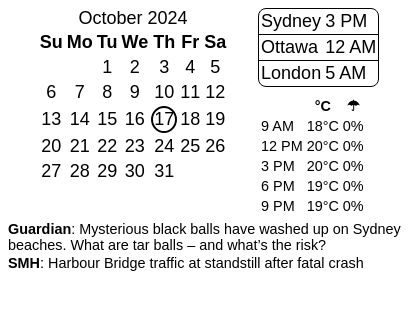 October 2024
Su Mo Tu We Th Fr Sa
1 2 3 4 5
6 7 8 9 10 11 12
13 14 15 16 17 18 19
20 21 22 23 24 25 26
27 28 29 30 31
Sydney 3 PM
Ottawa 12 AM
London 5 AM
°C ☂
9 AM 18°C 0%
12 PM 20°C 0%
3 PM 20°C 0%
6 PM 19°C 0%
9 PM 19°C 0%
Guardian: Mysterious black balls have washed up on Sydney
beaches. What are tar balls – and what’s the risk?
SMH: Harbour Bridge traffic at standstill after fatal crash